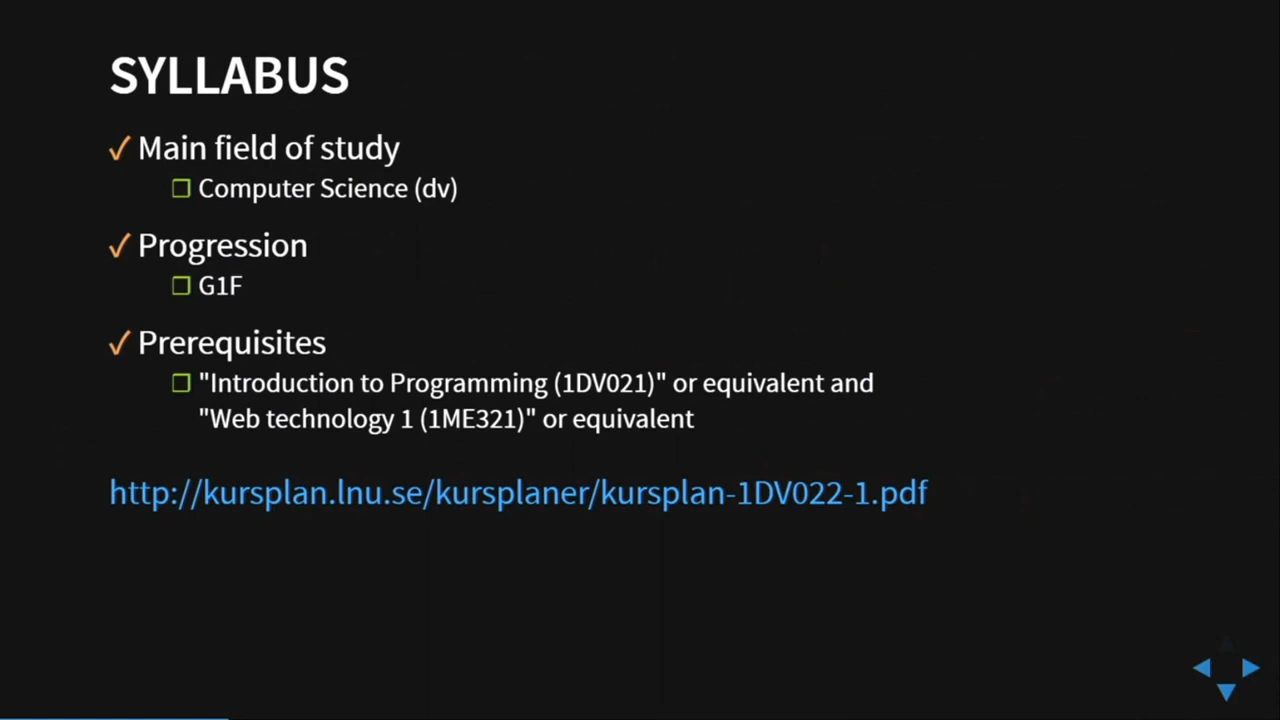 SYLLABUS
✓ Main field of study
❒ Computer Science (dv)
✓ Progression
❒ G1F
✓ Prerequisites
❒ "Introduction to Programming (1DV021)" or equivalent and
"Web technology 1 (1ME321)" or equivalent
http://kursplan.lnu.se/kursplaner/kursplan-1DV022-1.pdf